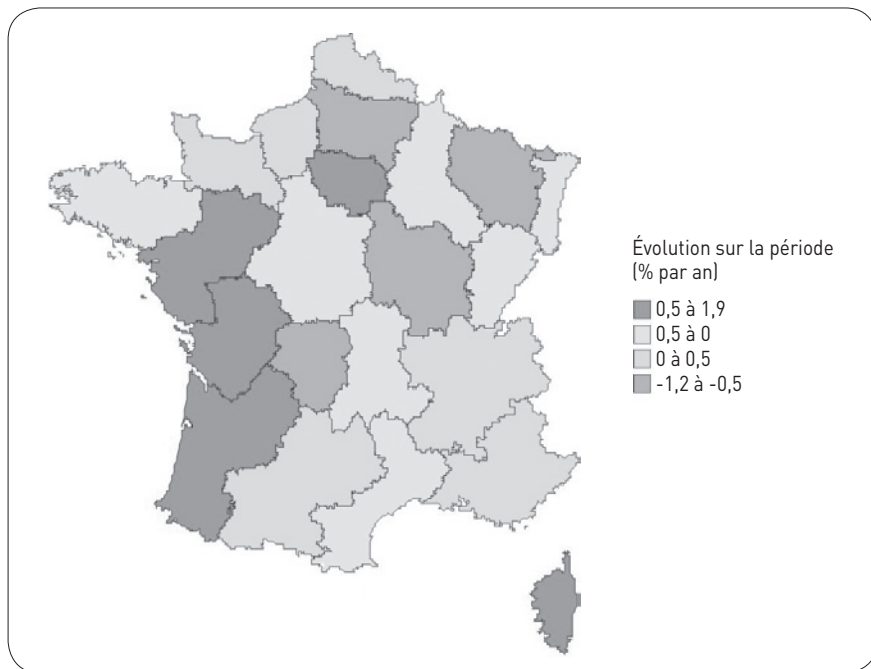 Évolution sur la période
(% par an)
0,5 à 1,9
0,5 à 0
0 à 0,5
-1,2 à -0,5